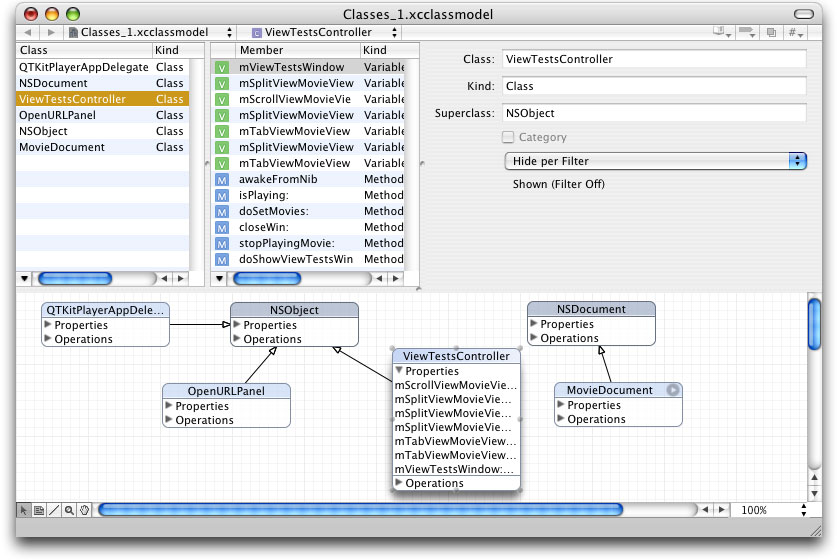 Classes_1.xcclassmodel
Classes_1.xcclassmodel ViewTestsController
Class Kind
QTKitPlayerAppDelegate Class
NSDocument Class
ViewTestsController Class
OpenURLPanel Class
NSObject Class
MovieDocument Class
Member Kind
V mViewTestsWindow Variable
V mSplitViewMovieView Variable
V mScrollViewMovieVie Variable
V mSplitViewMovieView Variable
V mTabViewMovieView Variable
V mSplitViewMovieView Variable
V mTabViewMovieView Variable
M awakeFromNib Method
M isPlaying: Method
M doSetMovies: Method
M closeWin: Method
M stopPlayingMovie: Method
M doShowViewTestsWin Method
Class: ViewTestsController
Kind: Class
Superclass: NSObject
Category
Hide per Filter
Shown (Filter Off)
QTKitPlayerAppDele...
Properties
Operations
NSObject
Properties
Operations
NSDocument
Properties
Operations
OpenURLPanel
Properties
Operations
ViewTestsController
Properties
mScrollViewMovieVie...
mSplitViewMovieVie...
mSplitViewMovieVie...
mSplitViewMovieVie...
mTabViewMovieView...
mTabViewMovieView...
mViewTestsWindow:...
Operations
MovieDocument
Properties
Operations
100%